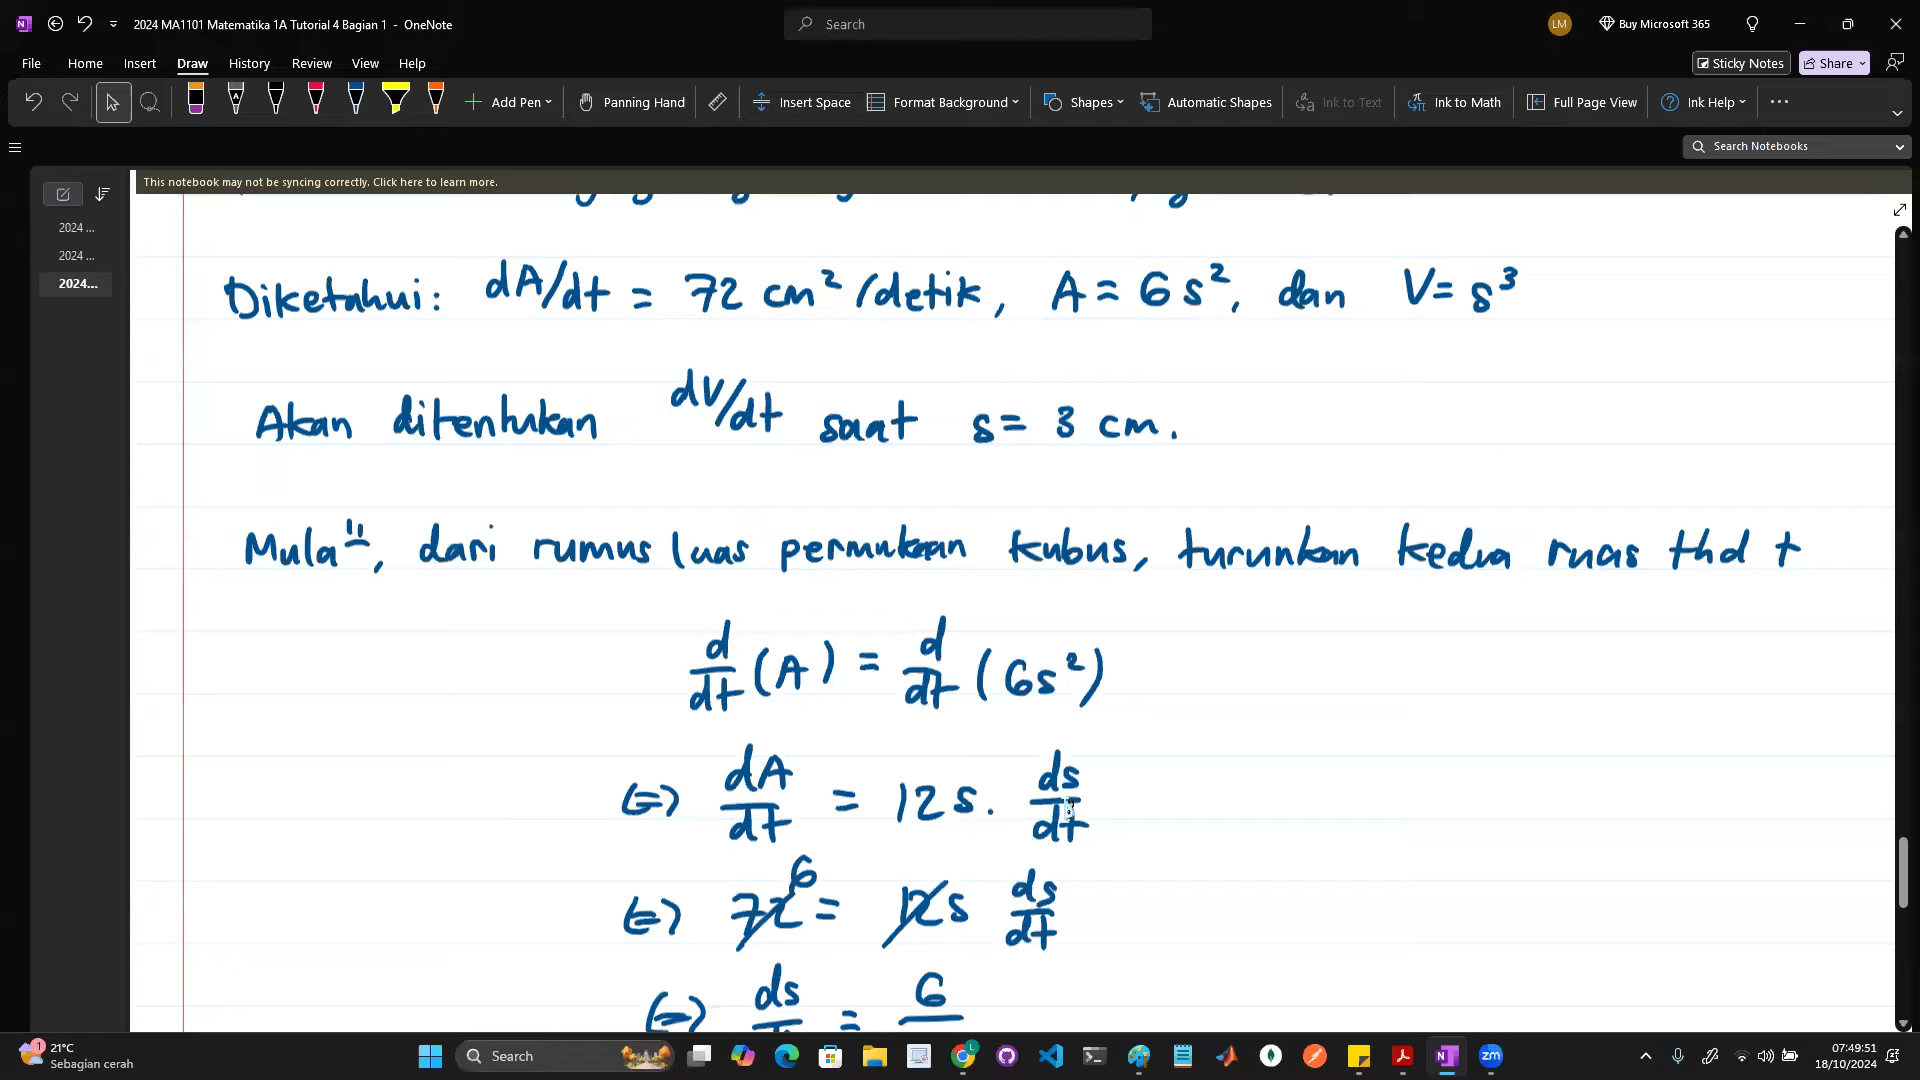 2024 MA1101 Matematika 1A Tutorial 4 Bagian 1 - OneNote
Search
LM
Buy Microsoft 365
File Home Insert Draw History Review View Help
Sticky Notes
Share
Add Pen
Panning Hand
Insert Space
Format Background
Shapes
Automatic Shapes
Ink to Text
Ink to Math
Full Page View
Ink Help
Search Notebooks
This notebook may not be syncing correctly. Click here to learn more.
2024 ...
2024 ...
2024...
Diketahui: dA/dt = 72 cm²/detik, A = 6s², dan V = s³
Akan ditentukan dV/dt saat s = 3 cm.
Mula", dari rumus luas permukaan kubus, turunkan kedua ruas thd t
d/dt (A) = d/dt (6s²)
⇔ dA/dt = 12s · ds/dt
⇔ 72 6 = 12s ds/dt
⇔ ds = 6
21°C
Sebagian cerah
Search
07:49:51
18/10/2024